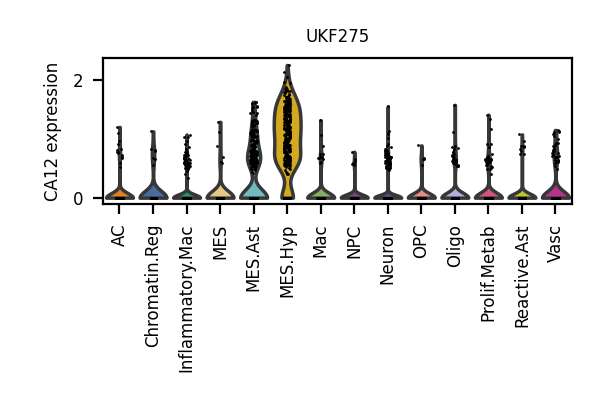 UKF275
CA12 expression
2
0
AC
Chromatin.Reg
Inflammatory.Mac
MES
MES.Ast
MES.Hyp
Mac
NPC
Neuron
OPC
Oligo
Prolif.Metab
Reactive.Ast
Vasc